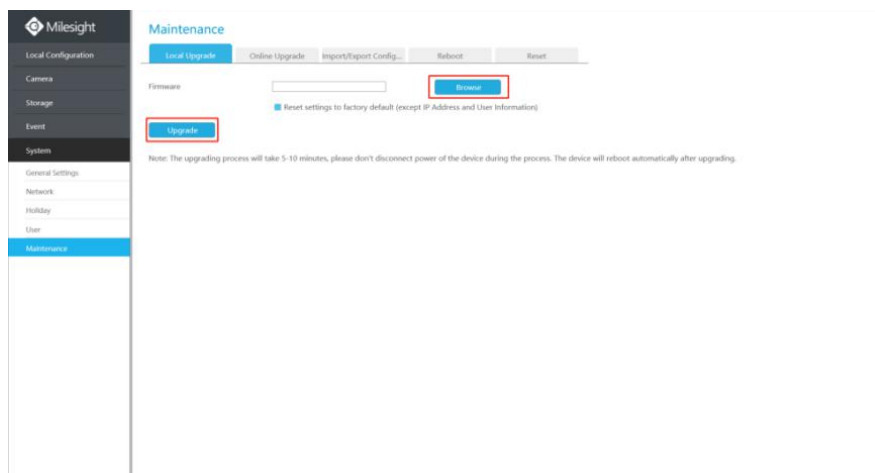 Milesight
Maintenance
Local Configuration
Local Upgrade
Online Upgrade
Import/Export Config...
Reboot
Reset
Camera
Firmware
Browse
Storage
Reset settings to factory default (except IP Address and User Information)
Event
Upgrade
System
Note: The upgrading process will take 5-10 minutes, please don't disconnect power of the device during the process. The device will reboot automatically after upgrading.
General Settings
Network
Holiday
User
Maintenance